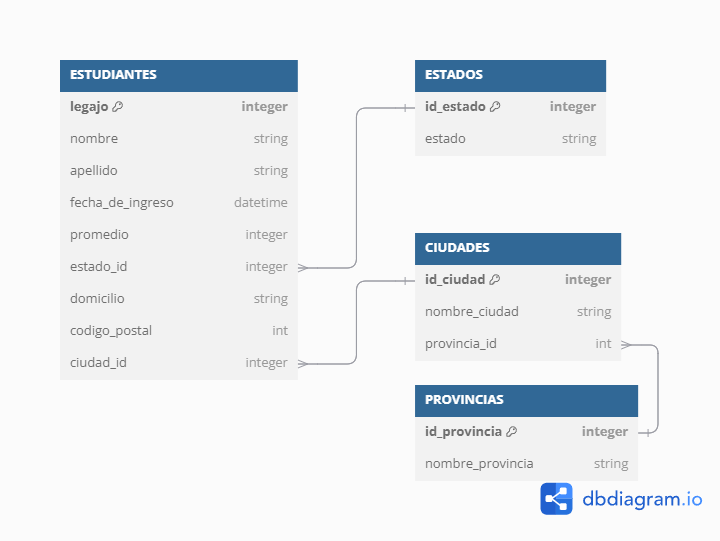 ESTUDIANTES
legajo integer
nombre string
apellido string
fecha_de_ingreso datetime
promedio integer
estado_id integer
domicilio string
codigo_postal int
ciudad_id integer
ESTADOS
id_estado integer
estado string
CIUDADES
id_ciudad integer
nombre_ciudad string
provincia_id int
PROVINCIAS
id_provincia integer
nombre_provincia string
dbdiagram.io